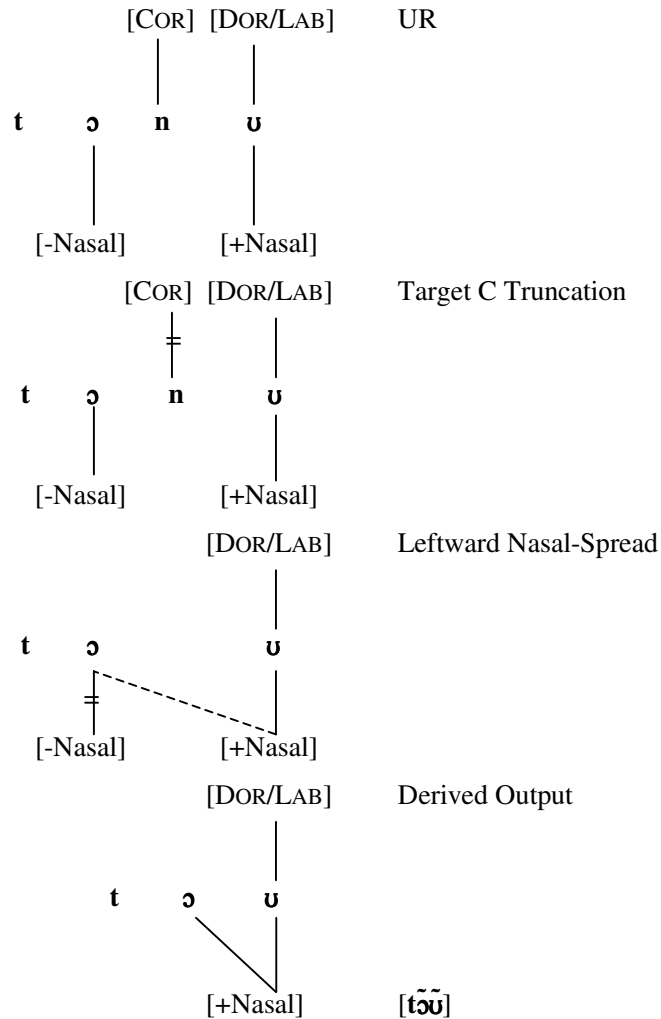 [COR] [DOR/LAB] UR
t ɔ n ʊ
[-Nasal] [+Nasal]
[COR] [DOR/LAB] Target C Truncation
t ɔ n ʊ
[-Nasal] [+Nasal]
[DOR/LAB] Leftward Nasal-Spread
t ɔ ʊ
[-Nasal] [+Nasal]
[DOR/LAB] Derived Output
t ɔ ʊ
[+Nasal] [tɔ̃ʊ̃]